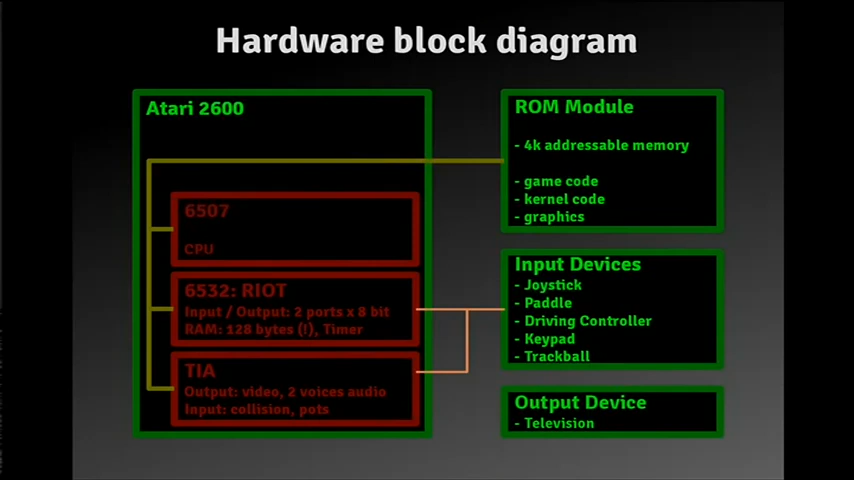 Hardware block diagram
Atari 2600
6507
CPU
6532: RIOT
Input / Output: 2 ports x 8 bit
RAM: 128 bytes (!), Timer
TIA
Output: video, 2 voices audio
Input: collision, pots
ROM Module
- 4k addressable memory
- game code
- kernel code
- graphics
Input Devices
- Joystick
- Paddle
- Driving Controller
- Keypad
- Trackball
Output Device
- Television